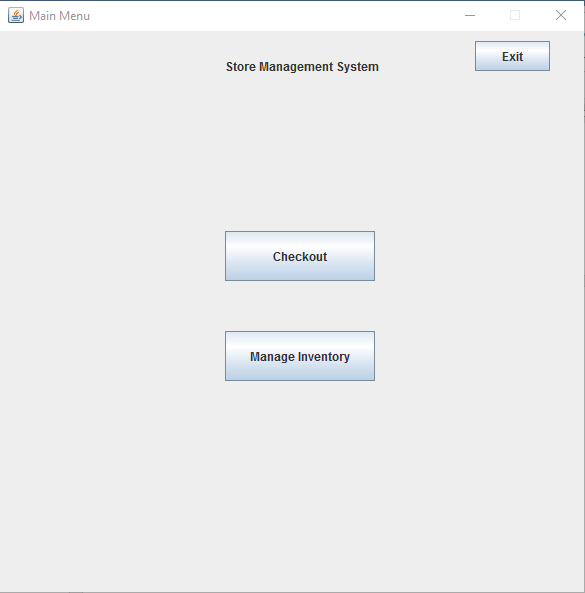 Main Menu
Exit
Store Management System
Checkout
Manage Inventory